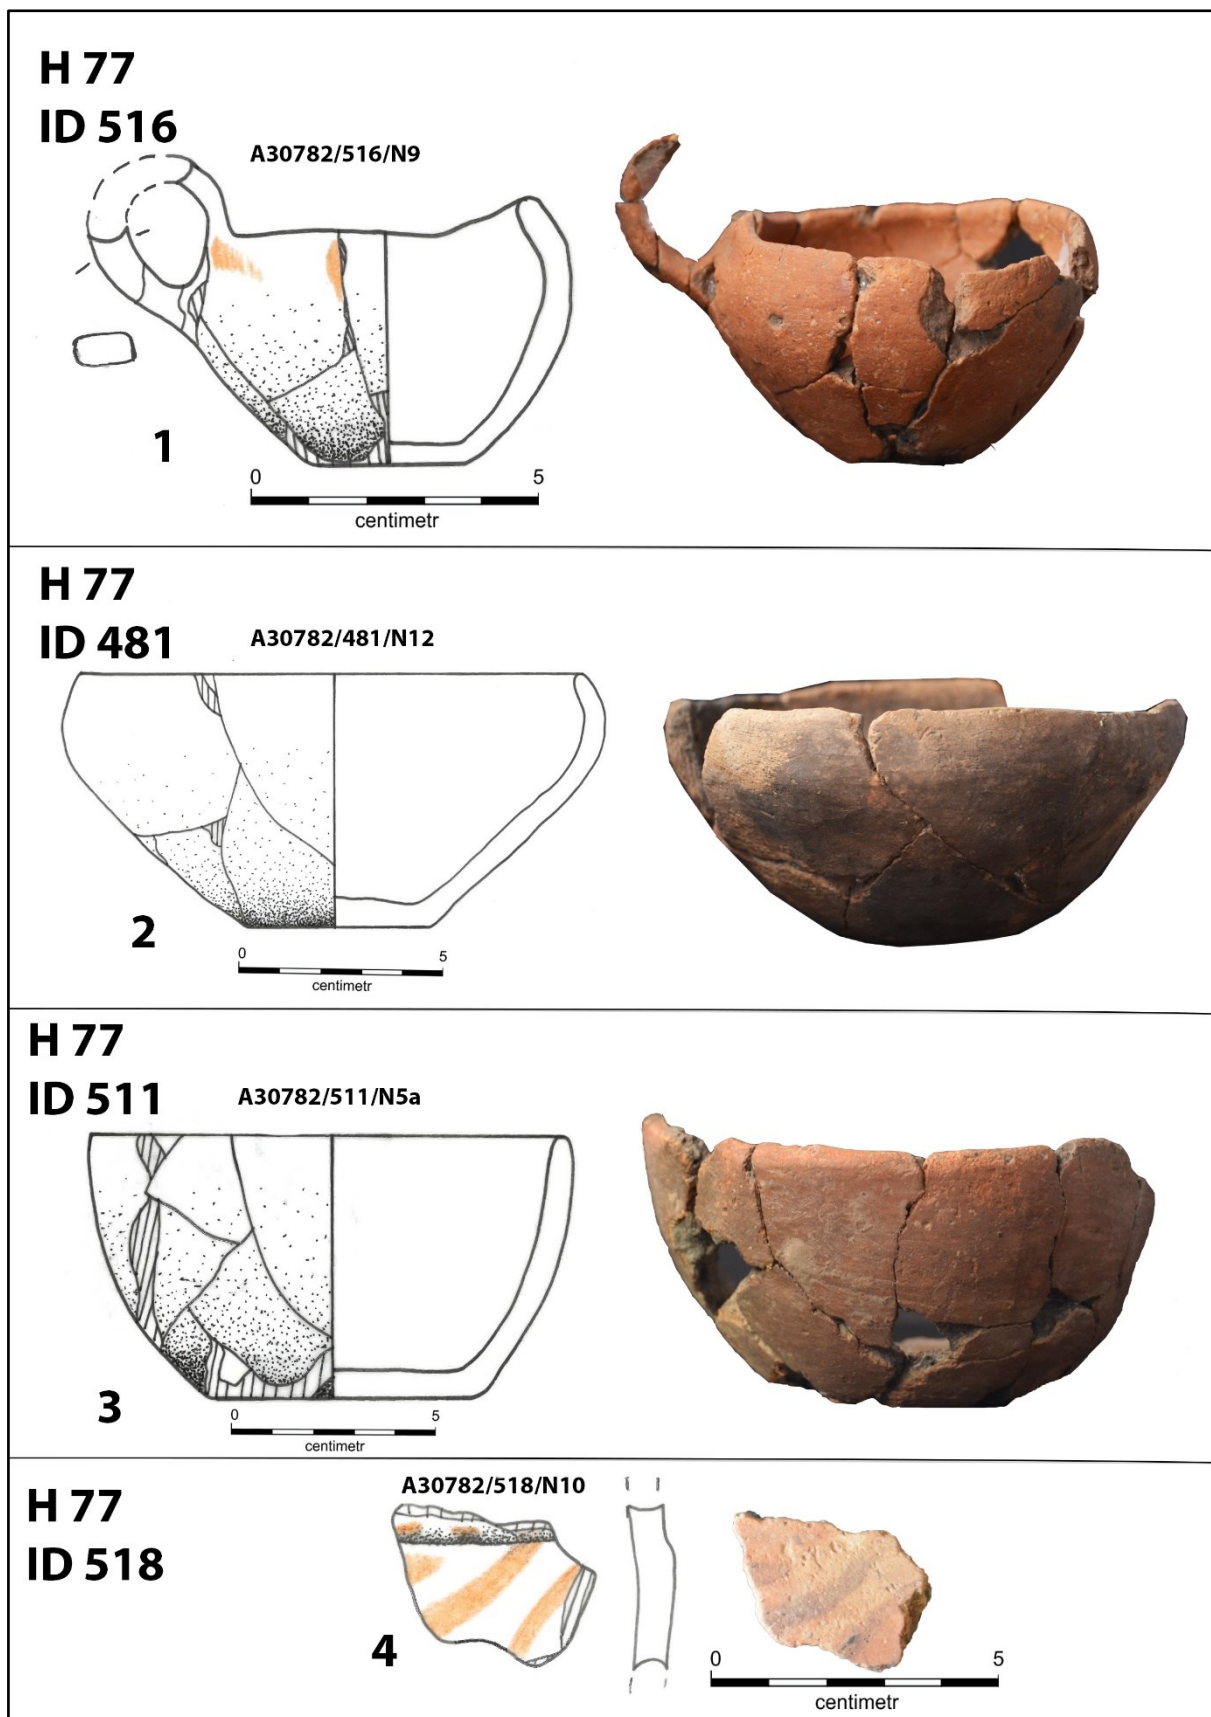 H 77
ID 516
A30782/516/N9
1
0 5
centimetr
H 77
ID 481
A30782/481/N12
2
0 5
centimetr
H 77
ID 511
A30782/511/N5a
3
0 5
centimetr
H 77
ID 518
A30782/518/N10
4
0 5
centimetr